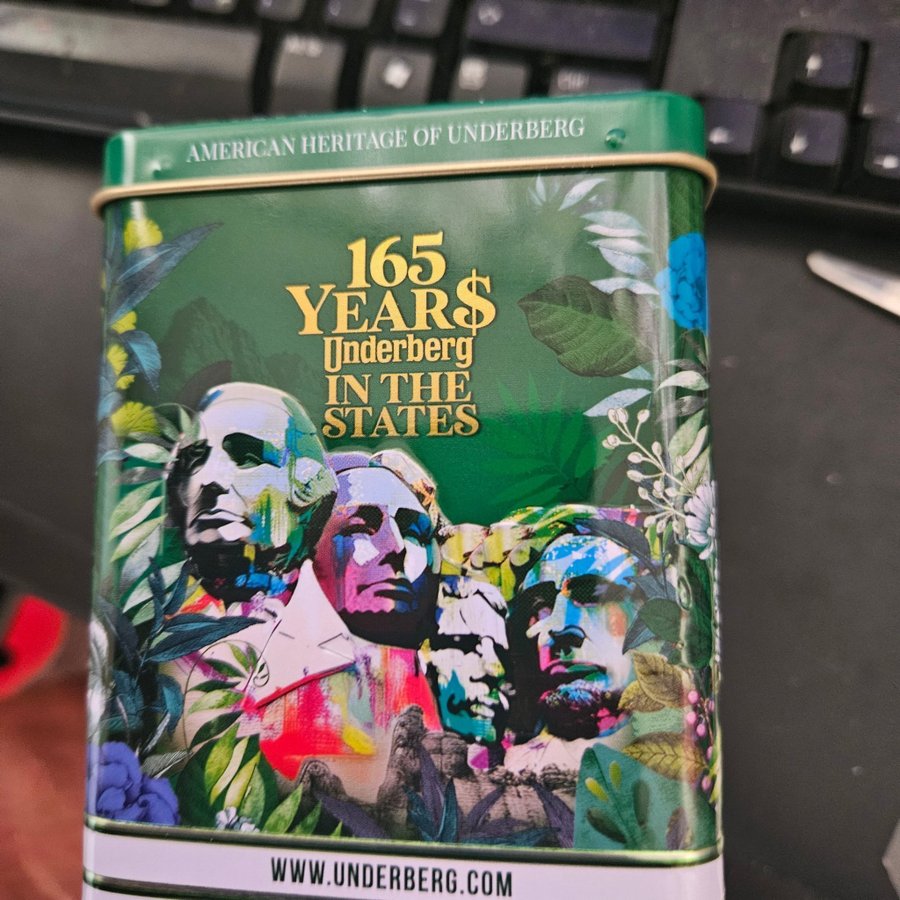 AMERICAN HERITAGE OF UNDERBERG
165
YEAR$
Underberg
IN THE
STATES
WWW.UNDERBERG.COM